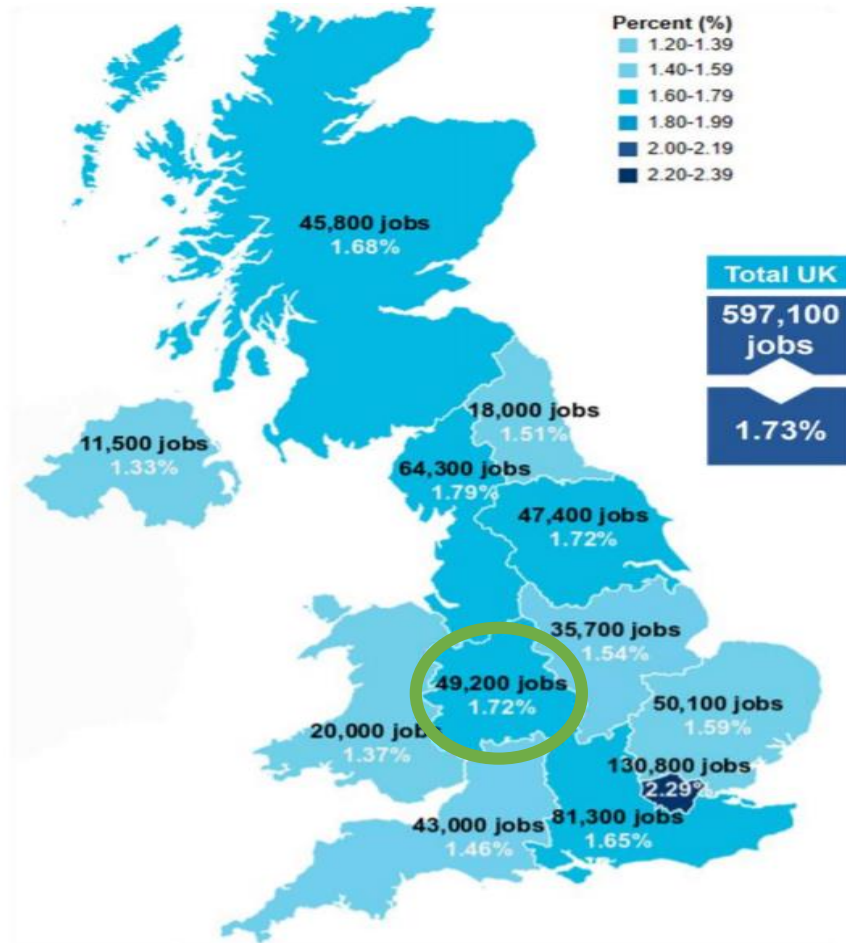 Percent (%)
1.20-1.39
1.40-1.59
1.60-1.79
1.80-1.99
2.00-2.19
2.20-2.39
45,800 jobs
1.68%
Total UK
597,100
jobs
1.73%
18,000 jobs
1.51%
11,500 jobs
1.33%
64,300 jobs
1.79%
47,400 jobs
1.72%
35,700 jobs
1.54%
49,200 jobs
1.72%
50,100 jobs
1.59%
20,000 jobs
1.37%
130,800 jobs
2.29%
43,000 jobs
1.46%
81,300 jobs
1.65%